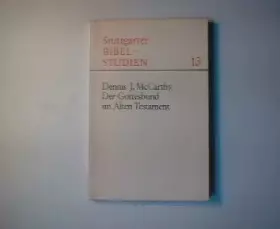 Stuttgarter
BIBEL-
STUDIEN 13
Dennis J. McCarthy
Der Gottesbund
im Alten Testament